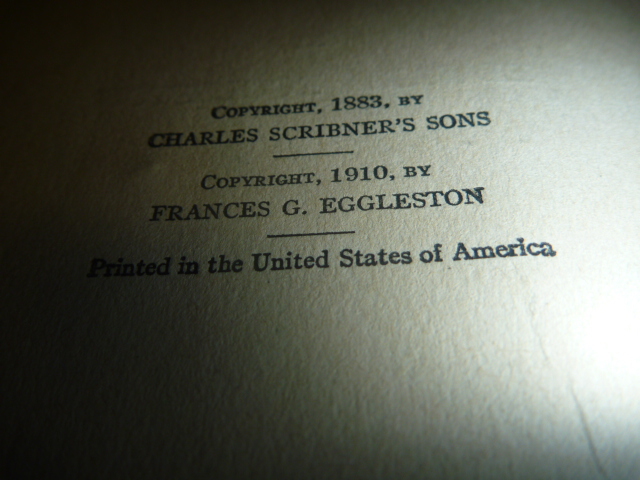 COPYRIGHT, 1883, BY
CHARLES SCRIBNER'S SONS
COPYRIGHT, 1910, BY
FRANCES G. EGGLESTON
Printed in the United States of America